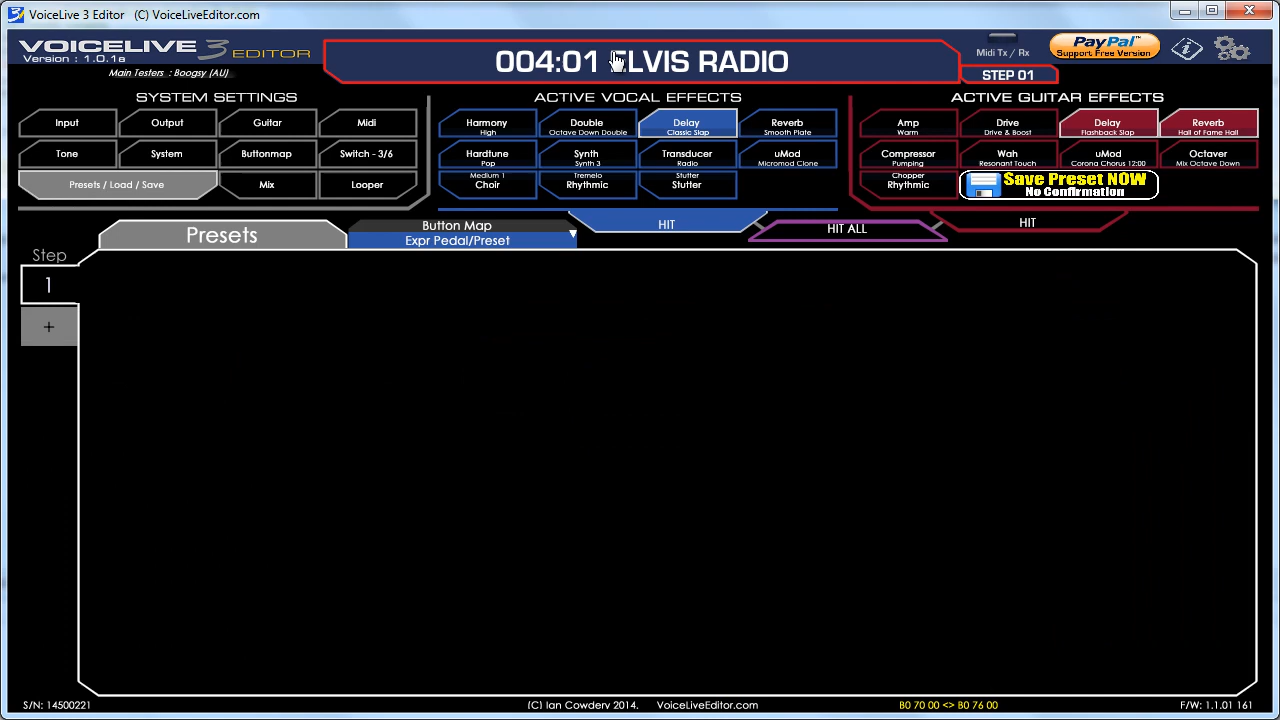 VoiceLive 3 Editor (C) VoiceLiveEditor.com
VOICELIVE 3 EDITOR
Version : 1.0.1a
Main Testers : Boogsy (AU)
004:01 ELVIS RADIO
STEP 01
Midi Tx / Rx
PayPal
Support Free Version
SYSTEM SETTINGS
Input Output Guitar Midi
Tone System Buttonmap Switch - 3/6
Presets / Load / Save Mix Looper
ACTIVE VOCAL EFFECTS
Harmony Double Delay Reverb
High Octave Down Double Classic Slap Smooth Plate
Hardtune Synth Transducer uMod
Pop Synth 3 Radio Micromod Clone
Medium 1 Tremelo Stutter
Choir Rhythmic Stutter
HIT
ACTIVE GUITAR EFFECTS
Amp Drive Delay Reverb
Warm Drive & Boost Flashback Slap Hall of Fame Hall
Compressor Wah uMod Octaver
Pumping Resonant Touch Corona Chorus 12:00 Mix Octave Down
Chopper
Rhythmic
Save Preset NOW
No Confirmation
HIT ALL
HIT
Presets
Button Map
Expr Pedal/Preset
Step
1
+
S/N: 14500221
(C) Ian Cowdery 2014. VoiceLiveEditor.com
B0 70 00 <> B0 76 00
F/W: 1.1.01 161